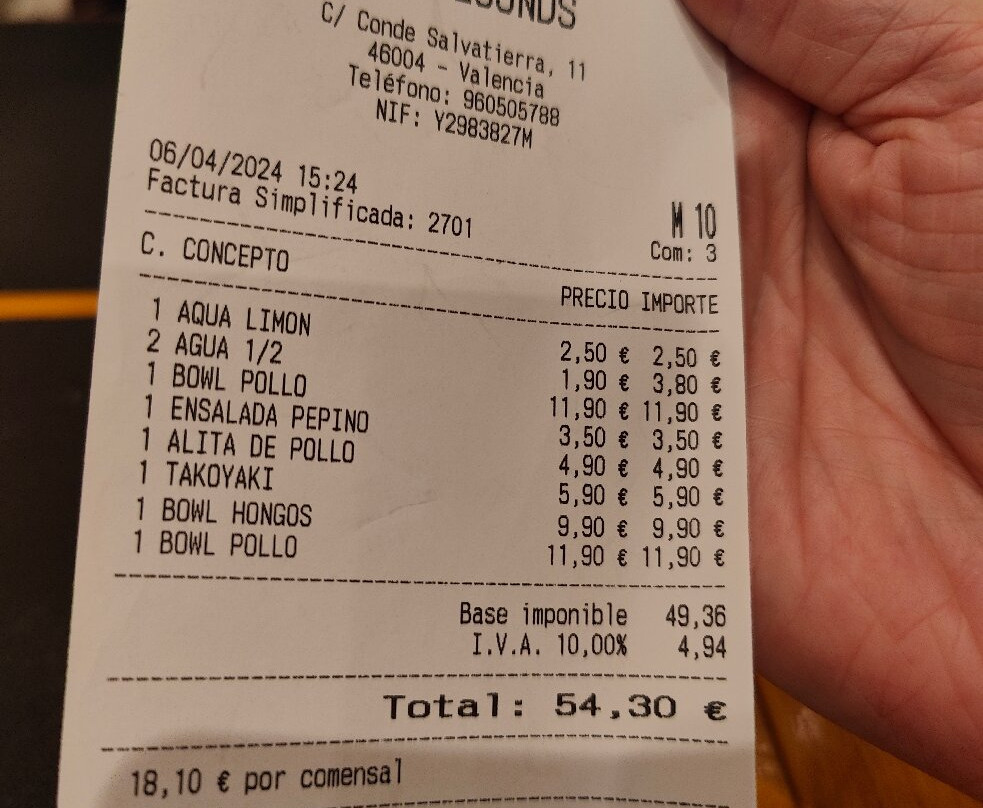 C/ Conde Salvatierra, 11
46004 - Valencia
Teléfono: 960505788
NIF: Y2983827M
06/04/2024 15:24
Factura Simplificada: 2701
M 10
Com: 3
C. CONCEPTO PRECIO IMPORTE
1 AQUA LIMON 2,50 € 2,50 €
2 AGUA 1/2 1,90 € 3,80 €
1 BOWL POLLO 11,90 € 11,90 €
1 ENSALADA PEPINO 3,50 € 3,50 €
1 ALITA DE POLLO 4,90 € 4,90 €
1 TAKOYAKI 5,90 € 5,90 €
1 BOWL HONGOS 9,90 € 9,90 €
1 BOWL POLLO 11,90 € 11,90 €
Base imponible 49,36
I.V.A. 10,00% 4,94
Total: 54,30 €
18,10 € por comensal